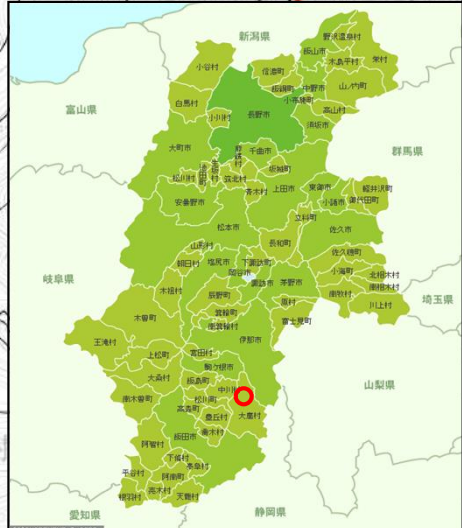 新潟県
野沢温泉村
飯山市
小谷村
信濃町
木島平村
栄村
飯綱町
中野市
山ノ内町
白馬村
小布施町
富山県
小川村
長野市
高山村
須坂市
群馬県
大町市
千曲市
松川村
坂城町
筑北村
上田市
東御市
軽井沢町
青木村
小諸市
御代田町
安曇野市
立科町
佐久市
松本市
長和町
山形村
佐久穂町
朝日村
塩尻市
下諏訪町
小海町
北相木村
岡谷市
岐阜県
諏訪市
茅野市
南相木村
木祖村
辰野町
原村
南牧村
川上村
埼玉県
箕輪町
木曽町
南箕輪村
富士見町
伊那市
王滝村
上松町
宮田村
駒ヶ根市
山梨県
大桑村
飯島町
中川村
南木曽町
松川町
高森町
大鹿村
豊丘村
喬木村
飯田市
阿智村
下條村
泰阜村
平谷村
阿南町
売木村
根羽村
天龍村
愛知県
静岡県